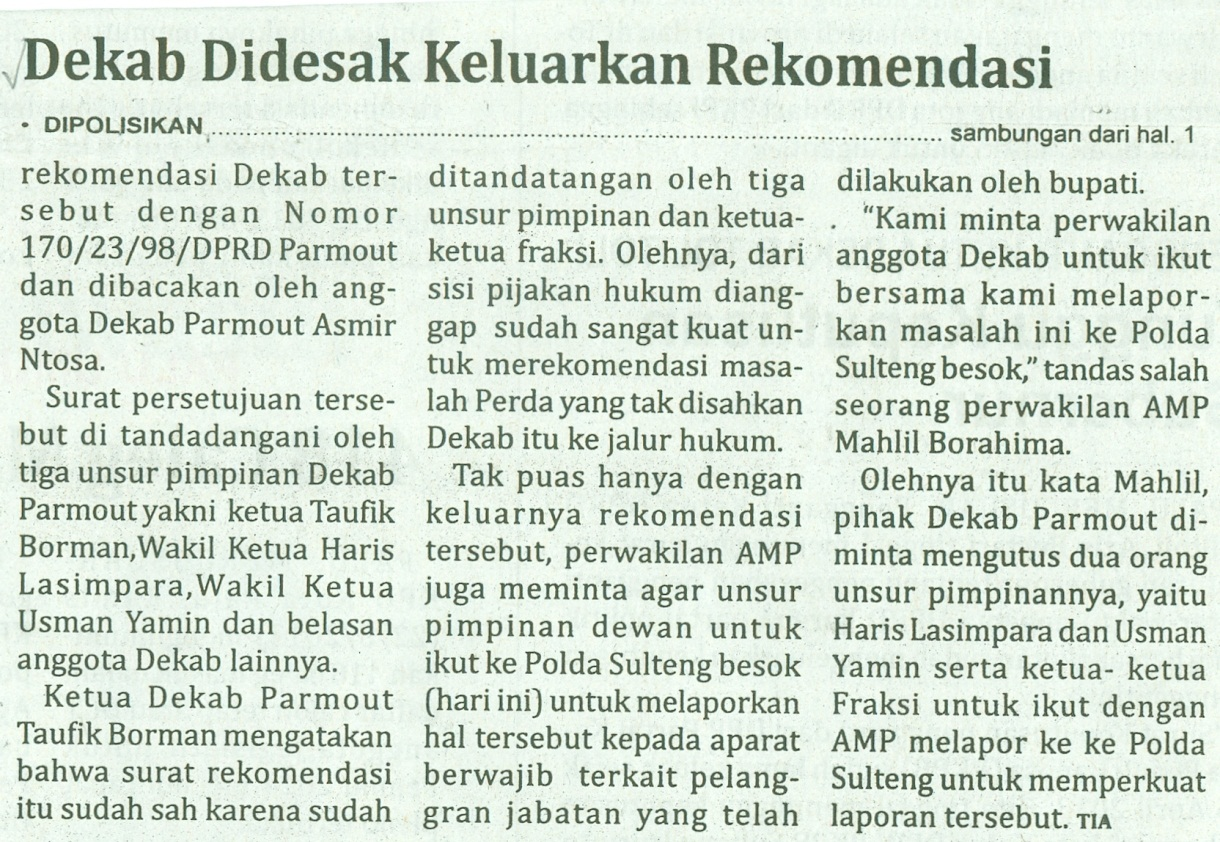 Dekab Didesak Keluarkan Rekomendasi
- DIPOLISIKAN........................sambungan dari hal. 1
rekomendasi Dekab ter-
sebut dengan Nomor
170/23/98/DPRD Parmout
dan dibacakan oleh ang-
gota Dekab Parmout Asmir
Ntosa.
Surat persetujuan terse-
but di tandadangani oleh
tiga unsur pimpinan Dekab
Parmout yakni ketua Taufik
Borman,Wakil Ketua Haris
Lasimpara,Wakil Ketua
Usman Yamin dan belasan
anggota Dekab lainnya.
Ketua Dekab Parmout
Taufik Borman mengatakan
bahwa surat rekomendasi
itu sudah sah karena sudah
ditandatangan oleh tiga
unsur pimpinan dan ketua-
ketua fraksi. Olehnya, dari
sisi pijakan hukum diang-
gap sudah sangat kuat un-
tuk merekomendasi masa-
lah Perda yang tak disahkan
Dekab itu ke jalur hukum.
Tak puas hanya dengan
keluarnya rekomendasi
tersebut, perwakilan AMP
juga meminta agar unsur
pimpinan dewan untuk
ikut ke Polda Sulteng besok
(hari ini) untuk melaporkan
hal tersebut kepada aparat
berwajib terkait pelang-
gran jabatan yang telah
dilakukan oleh bupati.
"Kami minta perwakilan
anggota Dekab untuk ikut
bersama kami melapor-
kan masalah ini ke Polda
Sulteng besok," tandas salah
seorang perwakilan AMP
Mahlil Borahima.
Olehnya itu kata Mahlil,
pihak Dekab Parmout di-
minta mengutus dua orang
unsur pimpinannya, yaitu
Haris Lasimpara dan Usman
Yamin serta ketua- ketua
Fraksi untuk ikut dengan
AMP melapor ke ke Polda
Sulteng untuk memperkuat
laporan tersebut. TIA